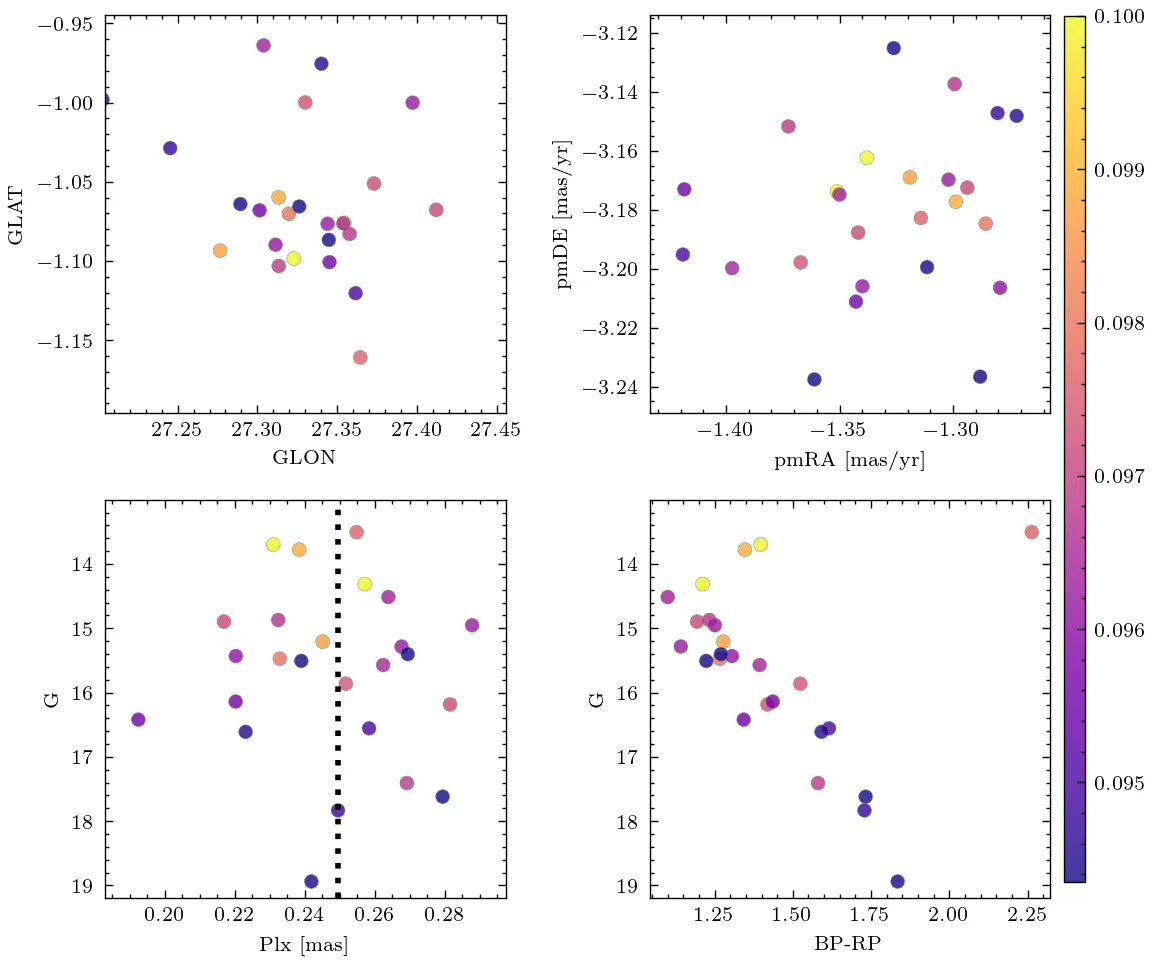 −0.95
−1.00
−1.05
−1.10
−1.15
GLAT
27.25 27.30 27.35 27.40 27.45
GLON
−3.12
−3.14
−3.16
−3.18
−3.20
−3.22
−3.24
pmDE [mas/yr]
−1.40 −1.35 −1.30
pmRA [mas/yr]
0.100
0.099
0.098
0.097
0.096
0.095
14
15
16
17
18
19
G
0.20 0.22 0.24 0.26 0.28
Plx [mas]
14
15
16
17
18
19
G
1.25 1.50 1.75 2.00 2.25
BP-RP